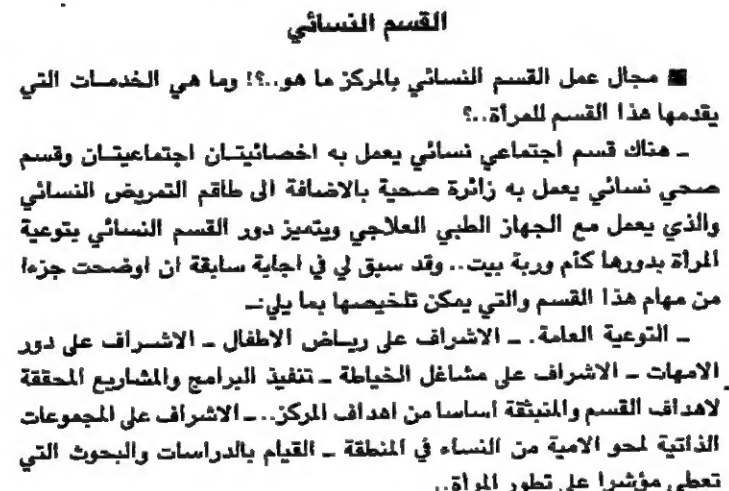 القسم النسائي
■ مجال عمل القسم النسائي بالمركز ما هو..؟! وما هي الخدمات التي
يقدمها هذا القسم للمرأة..؟
ـ هناك قسم اجتماعي نسائي يعمل به اخصائيتان اجتماعيتان وقسم
صحي نسائي يعمل به زائرة صحية بالاضافة الى طاقم التمريض النسائي
والذي يعمل مع الجهاز الطبي العلاجي ويتميز دور القسم النسائي بتوعية
المرأة بدورها كأم وربة بيت.. وقد سبق لي في اجابة سابقة ان اوضحت جزءا
من مهام هذا القسم والتي يمكن تلخيصها بما يلي:ـ
ـ التوعية العامة. ـ الاشراف على رياض الاطفال ـ الاشراف على دور
الامهات ـ الاشراف على مشاغل الخياطة ـ تنفيذ البرامج والمشاريع المحققة
لاهداف القسم والمنبثقة اساسا من اهداف المركز.. ـ الاشراف على المجموعات
الذاتية لمحو الامية من النساء في المنطقة ـ القيام بالدراسات والبحوث التي
تعطي مؤشرا على تطور المرأة..